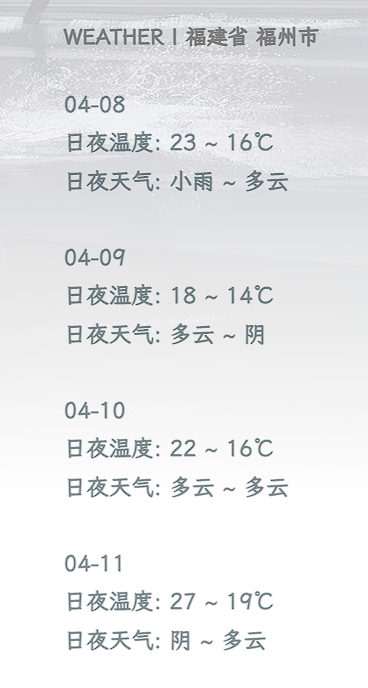 WEATHER | 福建省 福州市
04-08
日夜温度: 23 ~ 16℃
日夜天气: 小雨 ~ 多云
04-09
日夜温度: 18 ~ 14℃
日夜天气: 多云 ~ 阴
04-10
日夜温度: 22 ~ 16℃
日夜天气: 多云 ~ 多云
04-11
日夜温度: 27 ~ 19℃
日夜天气: 阴 ~ 多云